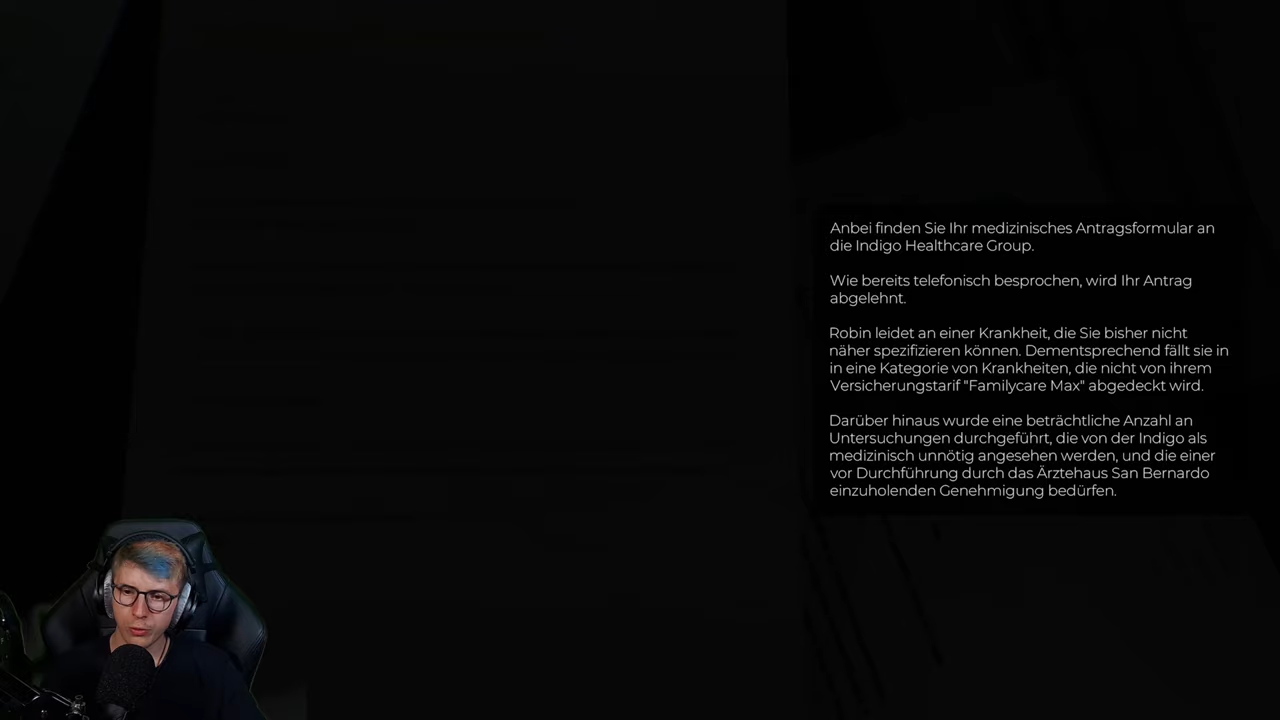 Anbei finden Sie Ihr medizinisches Antragsformular an
die Indigo Healthcare Group.
Wie bereits telefonisch besprochen, wird Ihr Antrag
abgelehnt.
Robin leidet an einer Krankheit, die Sie bisher nicht
näher spezifizieren können. Dementsprechend fällt sie in
in eine Kategorie von Krankheiten, die nicht von ihrem
Versicherungstarif "Familycare Max" abgedeckt wird.
Darüber hinaus wurde eine beträchtliche Anzahl an
Untersuchungen durchgeführt, die von der Indigo als
medizinisch unnötig angesehen werden, und die einer
vor Durchführung durch das Ärztehaus San Bernardo
einzuholenden Genehmigung bedürfen.